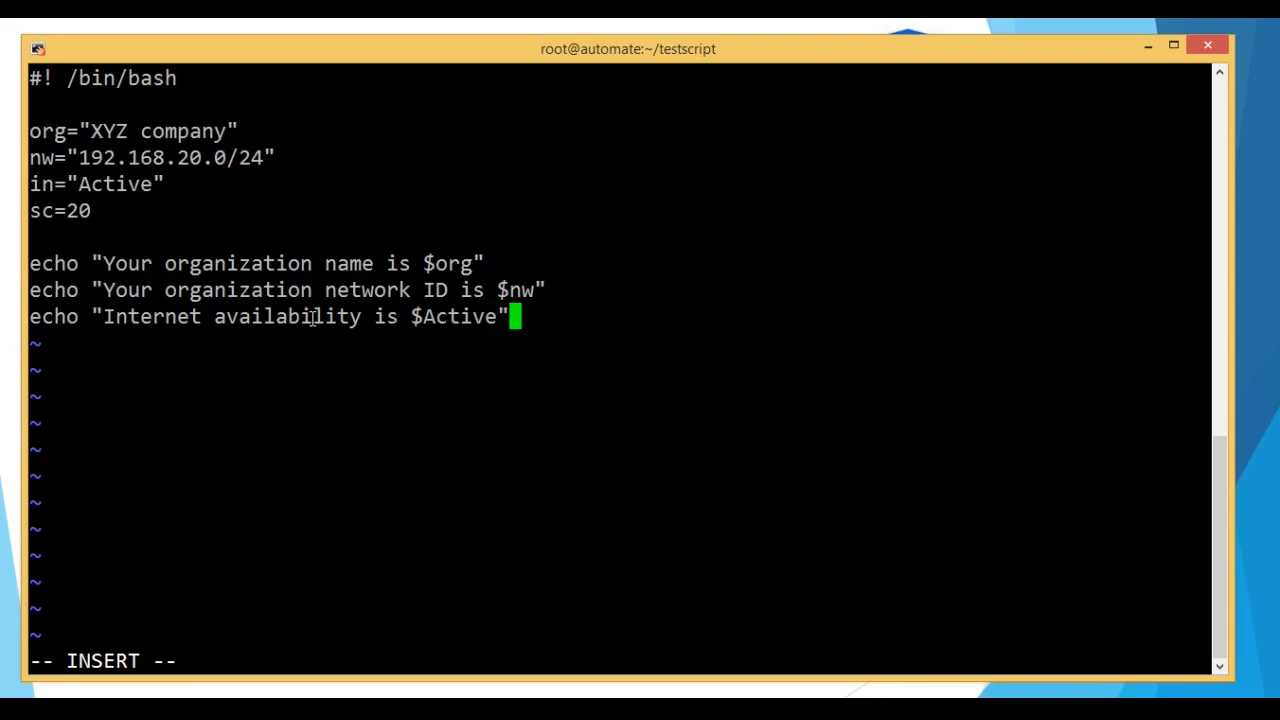 root@automate:~/testscript
#! /bin/bash
org="XYZ company"
nw="192.168.20.0/24"
in="Active"
sc=20
echo "Your organization name is $org"
echo "Your organization network ID is $nw"
echo "Internet availability is $Active"
~
~
~
~
~
~
~
~
~
~
~
~
-- INSERT --